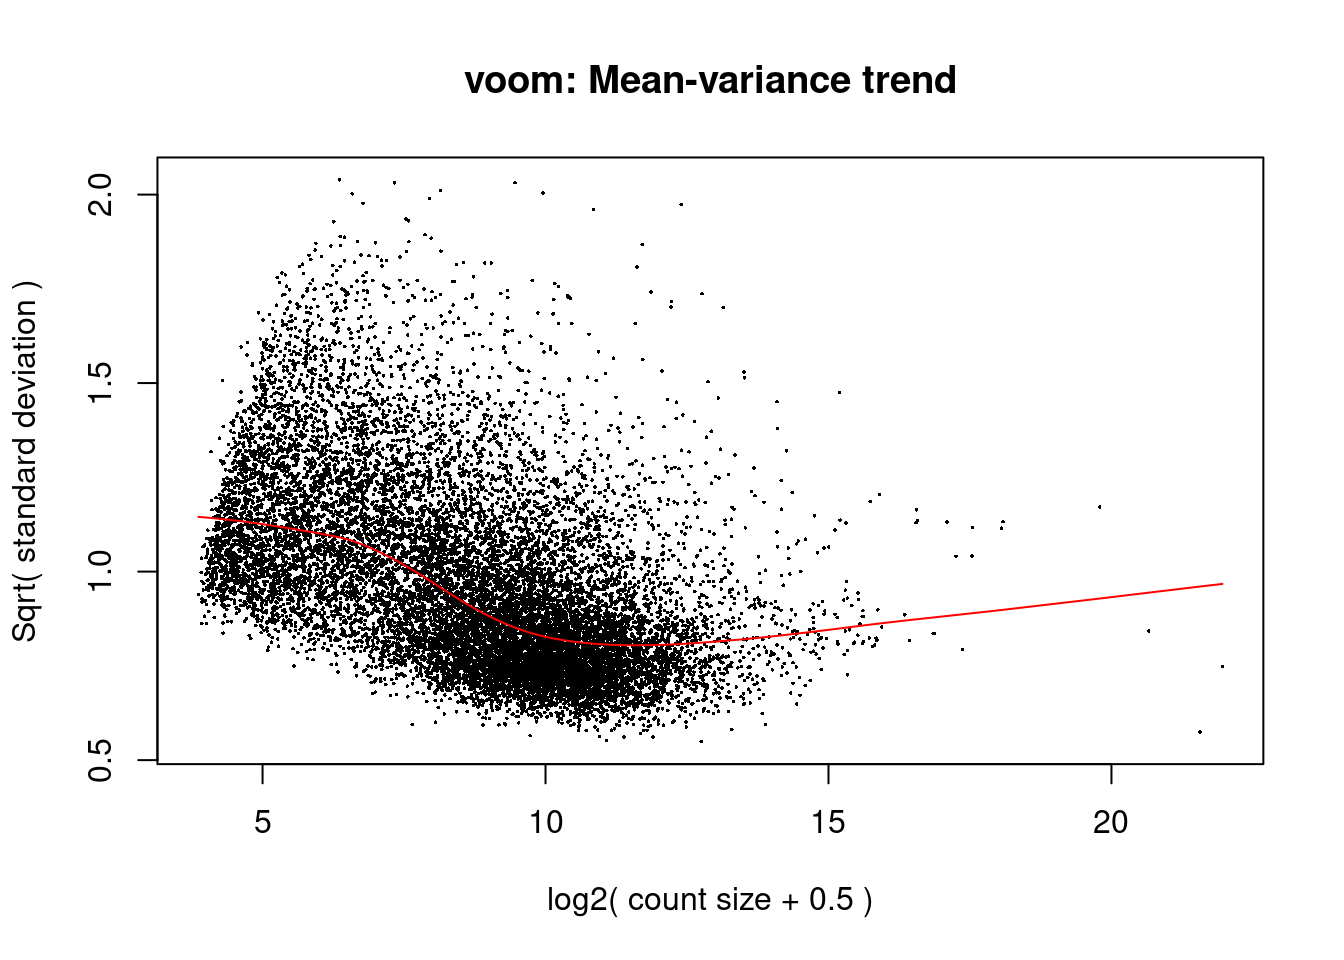 voom: Mean-variance trend
Sqrt( standard deviation )
2.0
1.5
1.0
0.5
5 10 15 20
log2( count size + 0.5 )